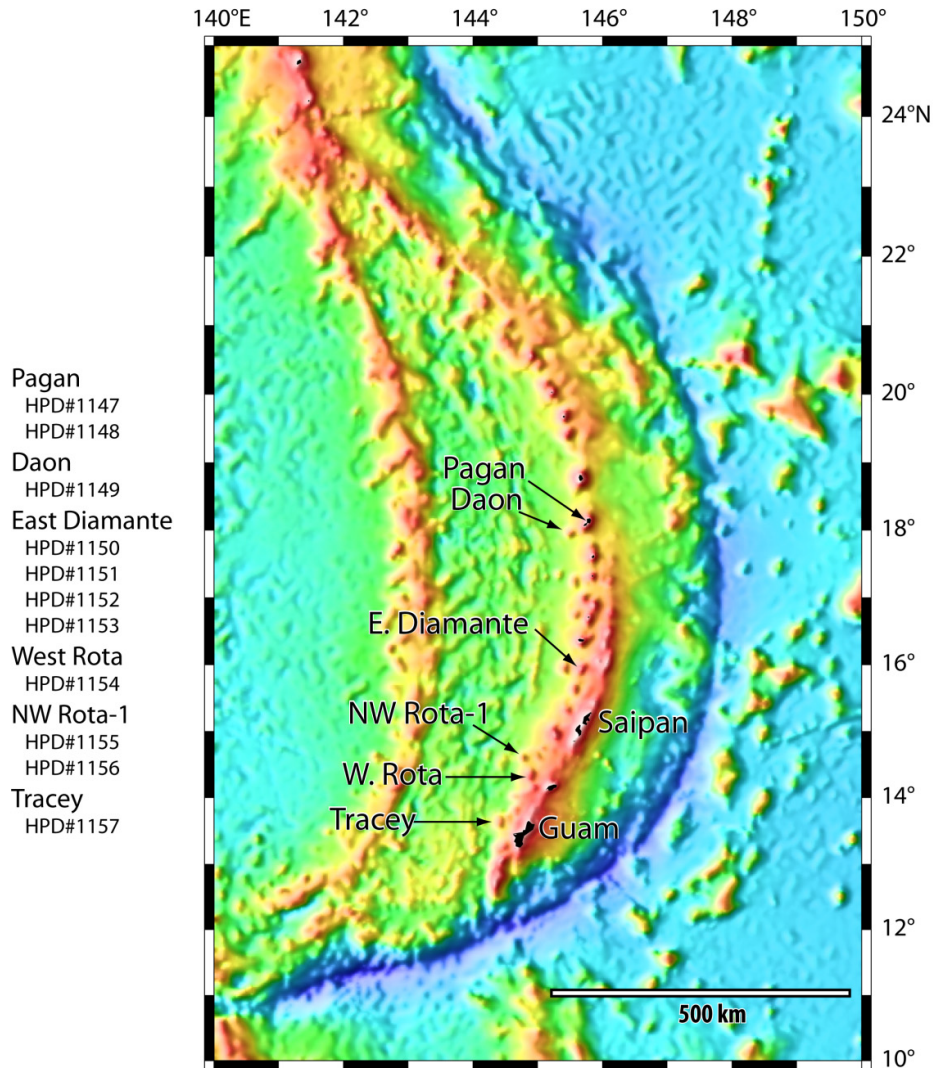 140°E 142° 144° 146° 148° 150°
24°N
22°
20°
18°
16°
14°
12°
10°
Pagan
HPD#1147
HPD#1148
Daon
HPD#1149
East Diamante
HPD#1150
HPD#1151
HPD#1152
HPD#1153
West Rota
HPD#1154
NW Rota-1
HPD#1155
HPD#1156
Tracey
HPD#1157
Pagan
Daon
E. Diamante
NW Rota-1
Saipan
W. Rota
Tracey
Guam
500 km